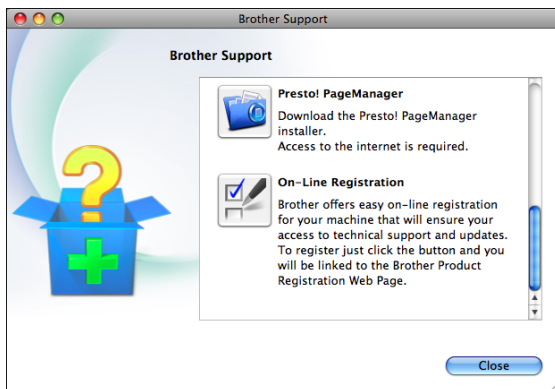 Brother Support
Brother Support
Presto! PageManager
Download the Presto! PageManager
installer.
Access to the internet is required.
On-Line Registration
Brother offers easy on-line registration
for your machine that will ensure your
access to technical support and updates.
To register just click the button and you
will be linked to the Brother Product
Registration Web Page.
Close